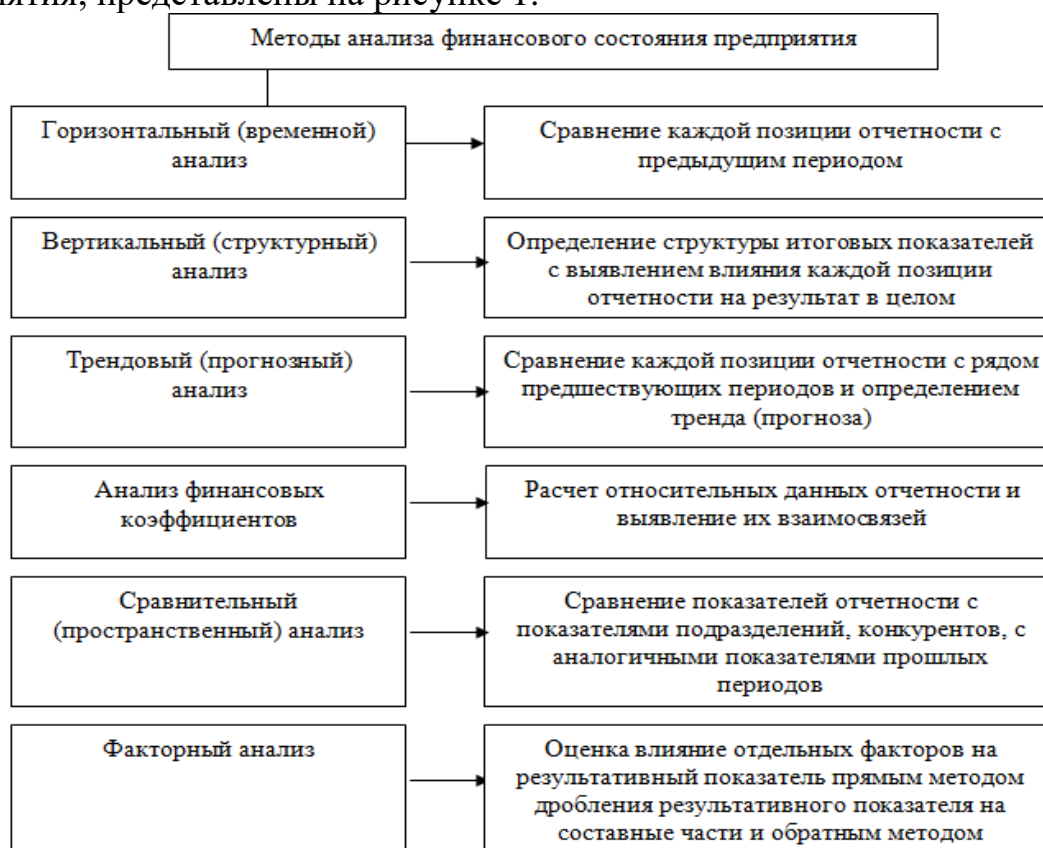 представлены на рисунке 1.
Методы анализа финансового состояния предприятия
Горизонтальный (временной)
анализ
Сравнение каждой позиции отчетности с
предыдущим периодом
Вертикальный (структурный)
анализ
Определение структуры итоговых показателей
с выявлением влияния каждой позиции
отчетности на результат в целом
Трендовый (прогнозный)
анализ
Сравнение каждой позиции отчетности с рядом
предшествующих периодов и определением
тренда (прогноза)
Анализ финансовых
коэффициентов
Расчет относительных данных отчетности и
выявление их взаимосвязей
Сравнительный
(пространственный) анализ
Сравнение показателей отчетности с
показателями подразделений, конкурентов, с
аналогичными показателями прошлых
периодов
Факторный анализ
Оценка влияние отдельных факторов на
результативный показатель прямым методом
дробления результативного показателя на
составные части и обратным методом